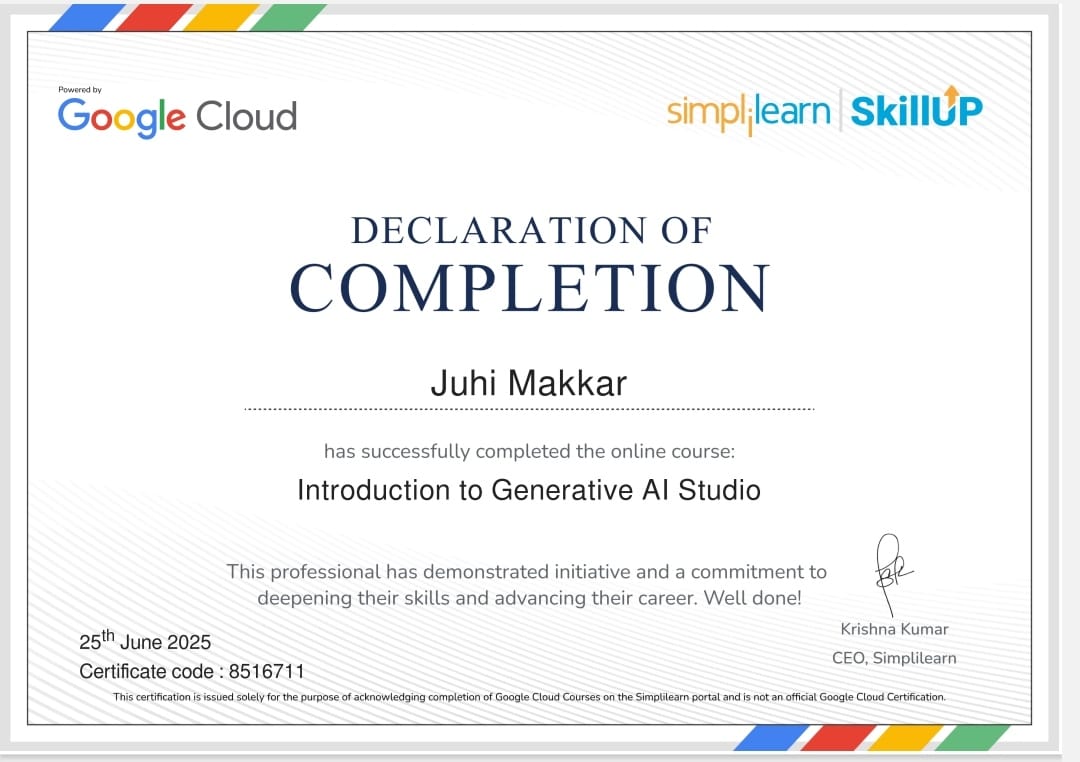 Powered by
Google Cloud
simplilearn | SkillUP
DECLARATION OF
COMPLETION
Juhi Makkar
has successfully completed the online course:
Introduction to Generative AI Studio
This professional has demonstrated initiative and a commitment to
deepening their skills and advancing their career. Well done!
25th June 2025
Certificate code : 8516711
Krishna Kumar
CEO, Simplilearn
This certification is issued solely for the purpose of acknowledging completion of Google Cloud Courses on the Simplilearn portal and is not an official Google Cloud Certification.